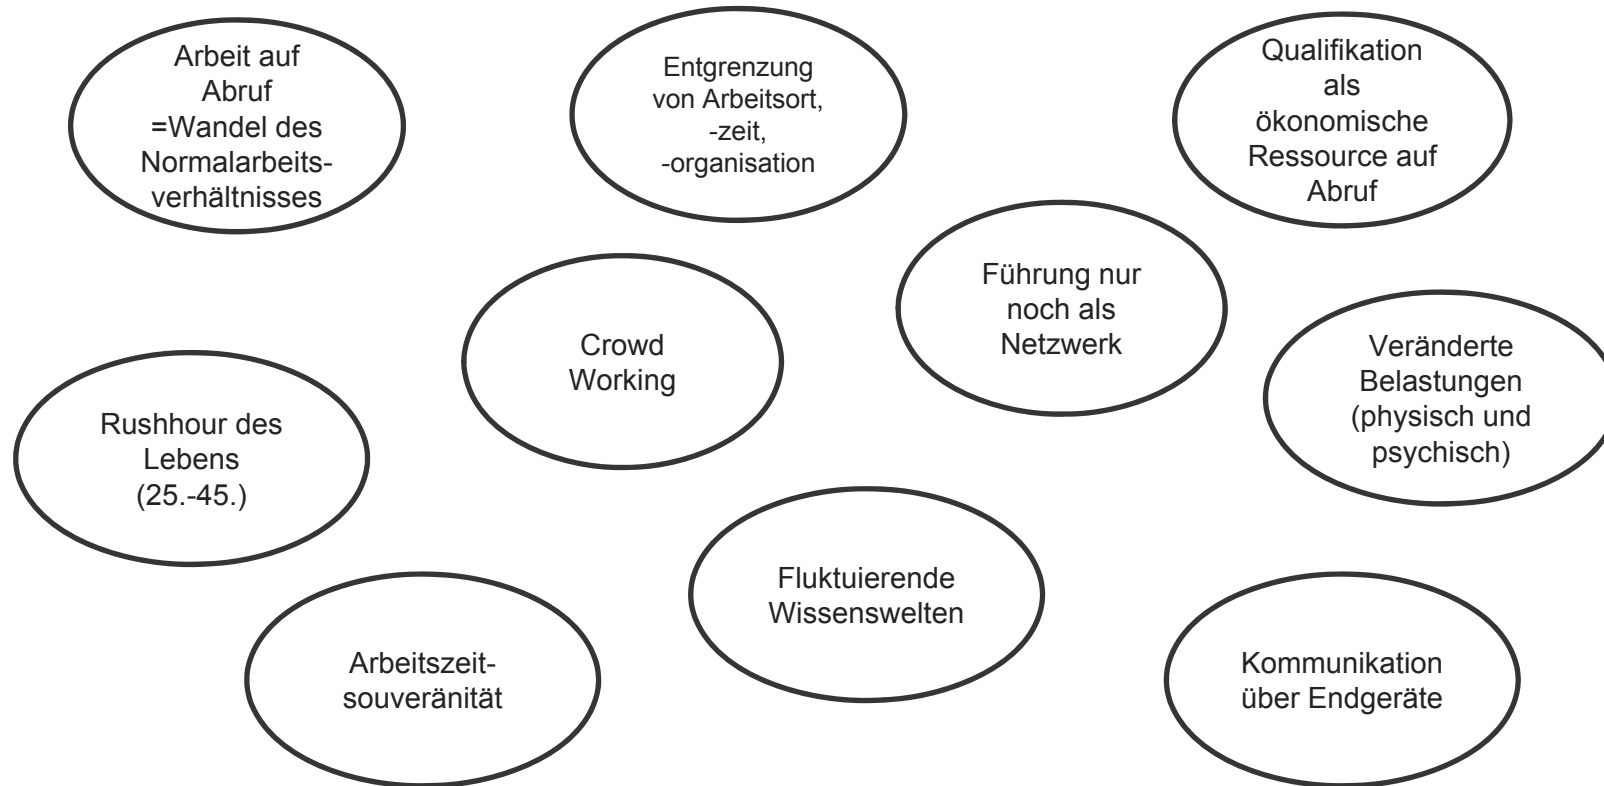 Arbeit auf
Abruf
=Wandel des
Normalarbeits-
verhältnisses
Entgrenzung
von Arbeitsort,
-zeit,
-organisation
Qualifikation
als
ökonomische
Ressource auf
Abruf
Führung nur
noch als
Netzwerk
Crowd
Working
Veränderte
Belastungen
(physisch und
psychisch)
Rushhour des
Lebens
(25.-45.)
Fluktuierende
Wissenswelten
Arbeitszeit-
souveränität
Kommunikation
über Endgeräte